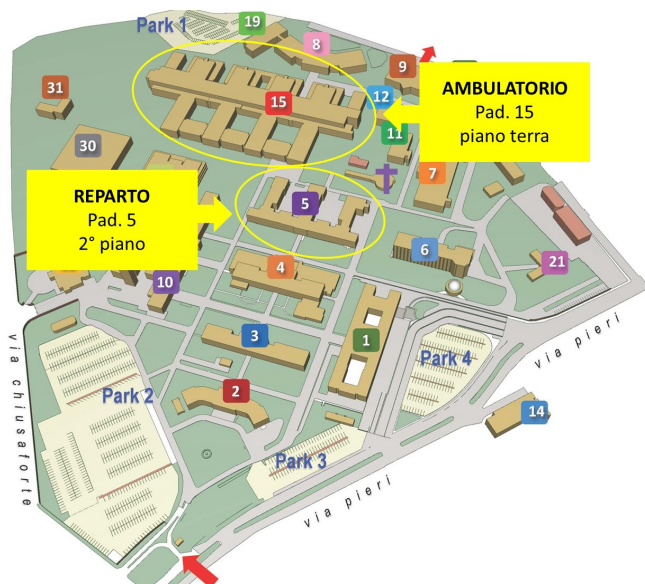 Park 1
19
8
9
31
15
12
AMBULATORIO
Pad. 15
piano terra
11
30
7
REPARTO
Pad. 5
2° piano
5
6
21
4
10
3
1
via chiusaforte
Park 2
2
Park 4
via pieri
14
Park 3
via pieri